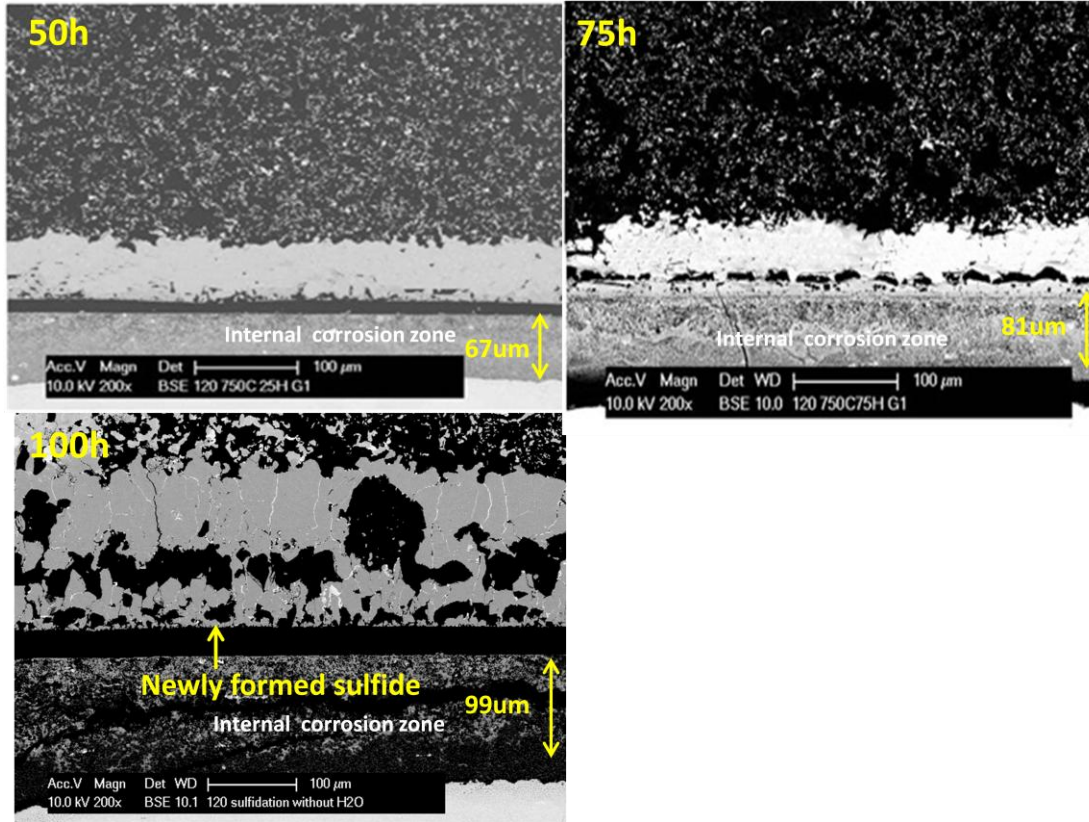 50h
Internal corrosion zone
67um
Acc.V Magn Det 100 µm
10.0 kV 200x BSE 120 750C 25H G1
75h
Internal corrosion zone
81um
Acc.V Magn Det WD 100 µm
10.0 kV 200x BSE 10.0 120 750C75H G1
100h
Newly formed sulfide
Internal corrosion zone
99um
Acc.V Magn Det WD 100 µm
10.0 kV 200x BSE 10.1 120 sulfidation without H2O